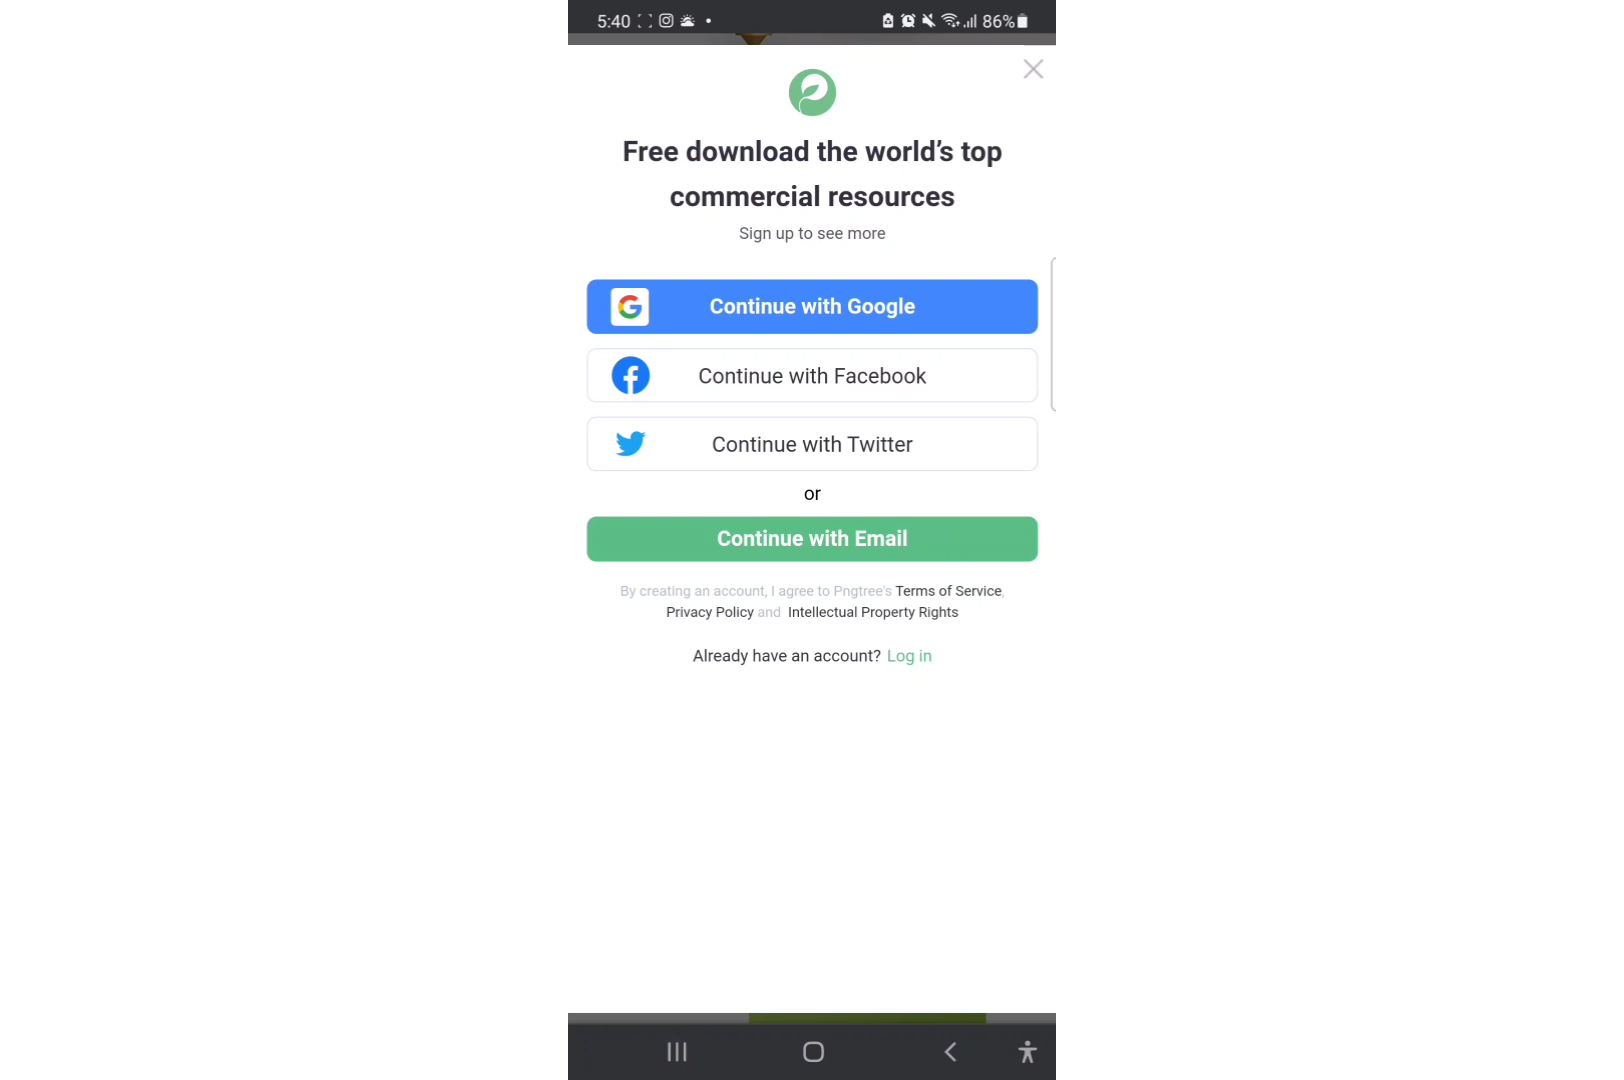 5:40
86%
Free download the world’s top
commercial resources
Sign up to see more
Continue with Google
Continue with Facebook
Continue with Twitter
or
Continue with Email
By creating an account, I agree to Pngtree's Terms of Service,
Privacy Policy and Intellectual Property Rights
Already have an account? Log in